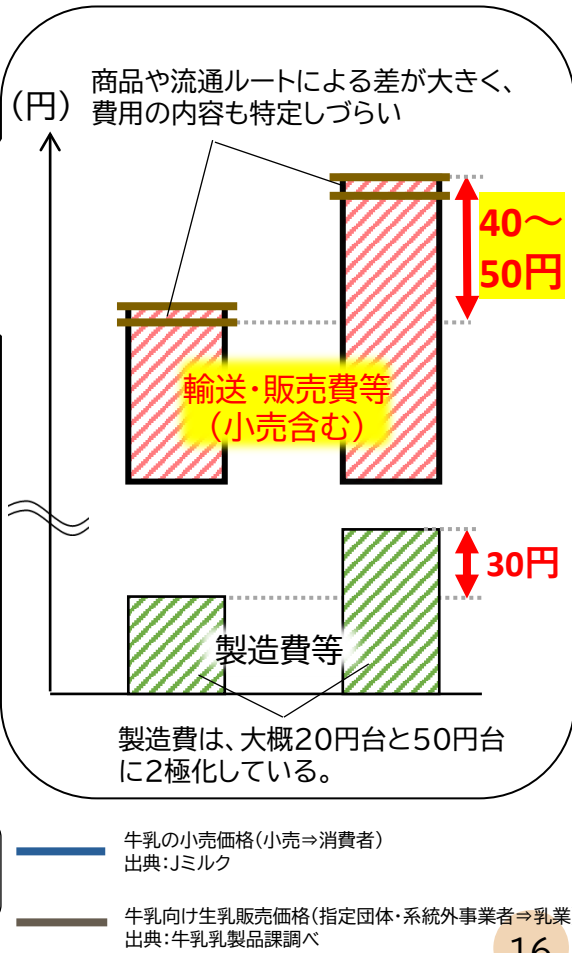 商品や流通ルートによる差が大きく、
費用の内容も特定しづらい
(円)
40～
50円
輸送・販売費等
(小売含む)
30円
製造費等
製造費は、大概20円台と50円台
に2極化している。
牛乳の小売価格(小売⇒消費者)
出典:Jミルク
牛乳向け生乳販売価格(指定団体・系統外事業者⇒乳業
出典:牛乳乳製品課調べ
16